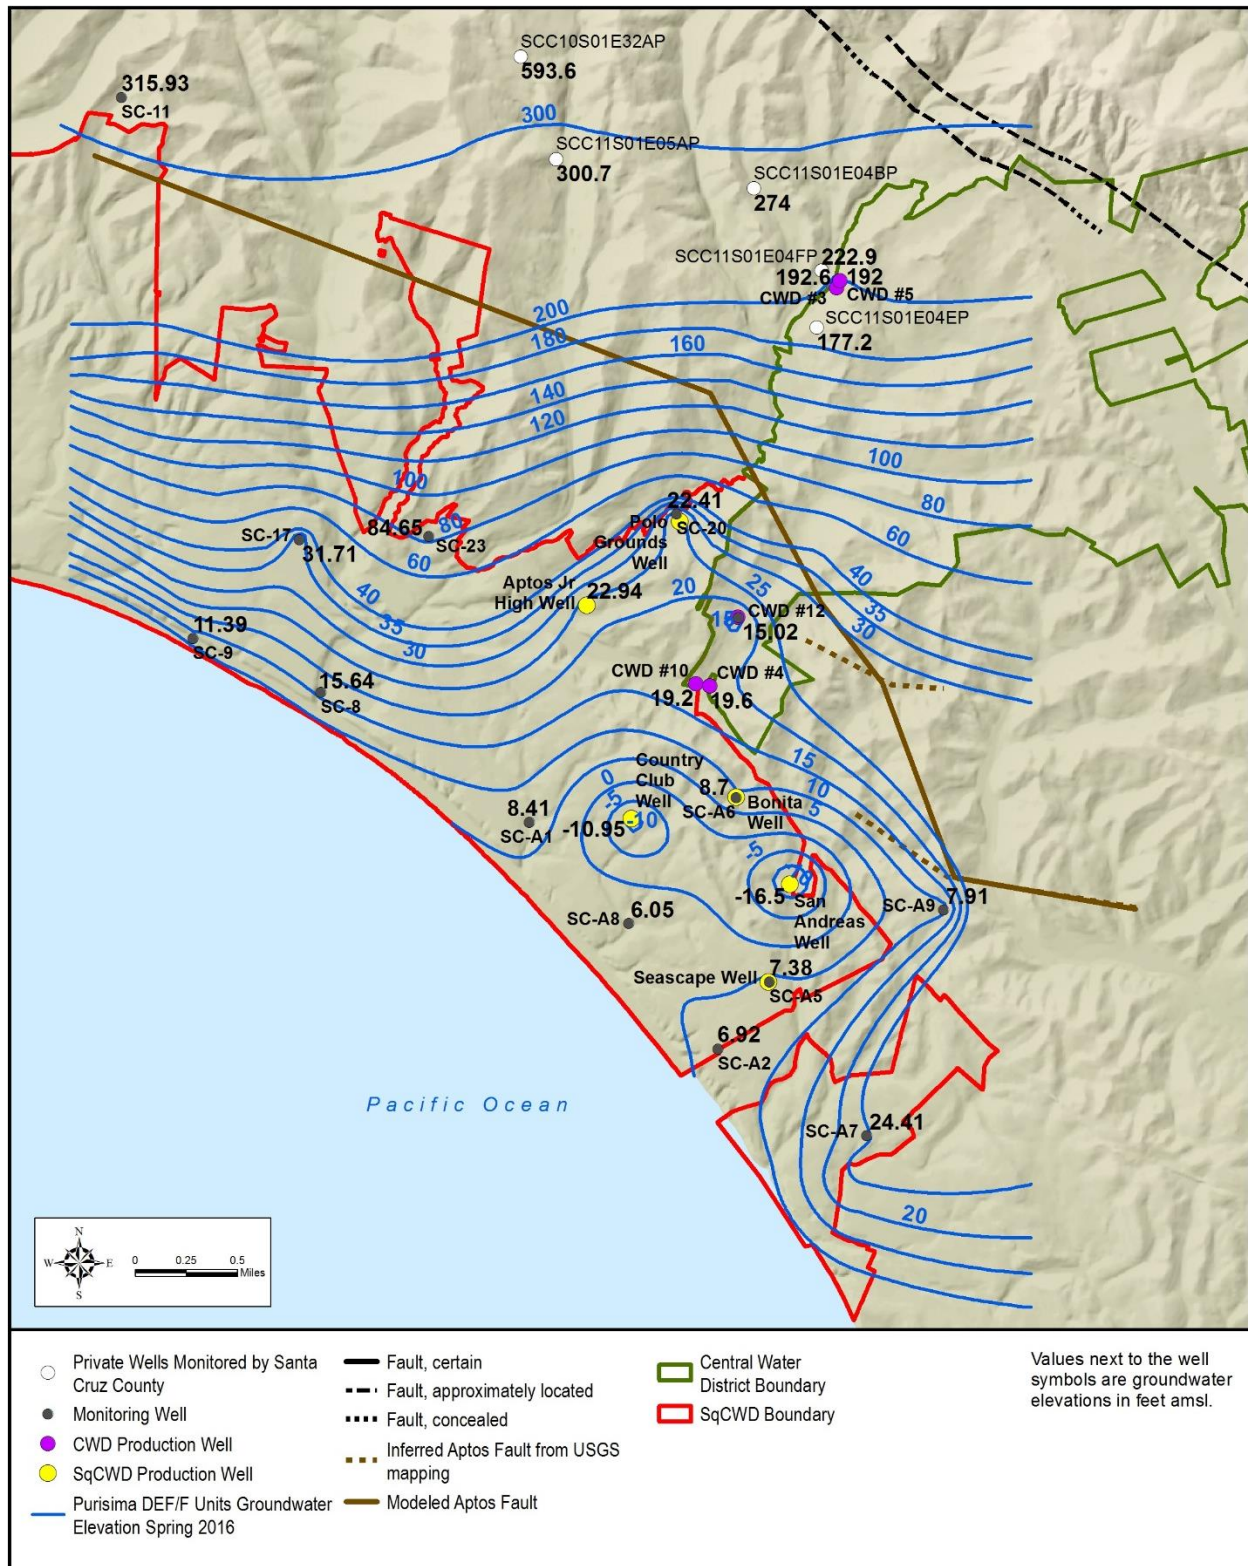 SCC10S01E32AP
593.6
315.93
SC-11
300
SCC11S01E05AP
300.7
SCC11S01E04BP
274
SCC11S01E04FP
222.9
192.6
192
CWD #3
CWD #5
SCC11S01E04EP
177.2
200
180
160
140
120
100
100
80
80
60
60
22.41
SC-20
Polo
Grounds
Well
84.65
SC-23
SC-17
31.71
Aptos Jr
High Well
22.94
40
35
30
20
25
40
35
30
CWD #12
15
15.02
11.39
SC-9
15.64
SC-8
CWD #10
19.2
CWD #4
19.6
15
10
5
Country
Club
Well
0
-5
-10
-10.95
8.7
SC-A6
Bonita
Well
8.41
SC-A1
-5
-16.5
San
Andreas
Well
SC-A9
7.91
SC-A8
6.05
Seascape Well
7.38
SC-A5
6.92
SC-A2
Pacific Ocean
SC-A7
24.41
20
N
W
E
S
0
0.25
0.5
Miles
Private Wells Monitored by Santa
Cruz County
Monitoring Well
CWD Production Well
SqCWD Production Well
Purisima DEF/F Units Groundwater
Elevation Spring 2016
Fault, certain
Fault, approximately located
Fault, concealed
Inferred Aptos Fault from USGS
mapping
Modeled Aptos Fault
Central Water
District Boundary
SqCWD Boundary
Values next to the well
symbols are groundwater
elevations in feet amsl.